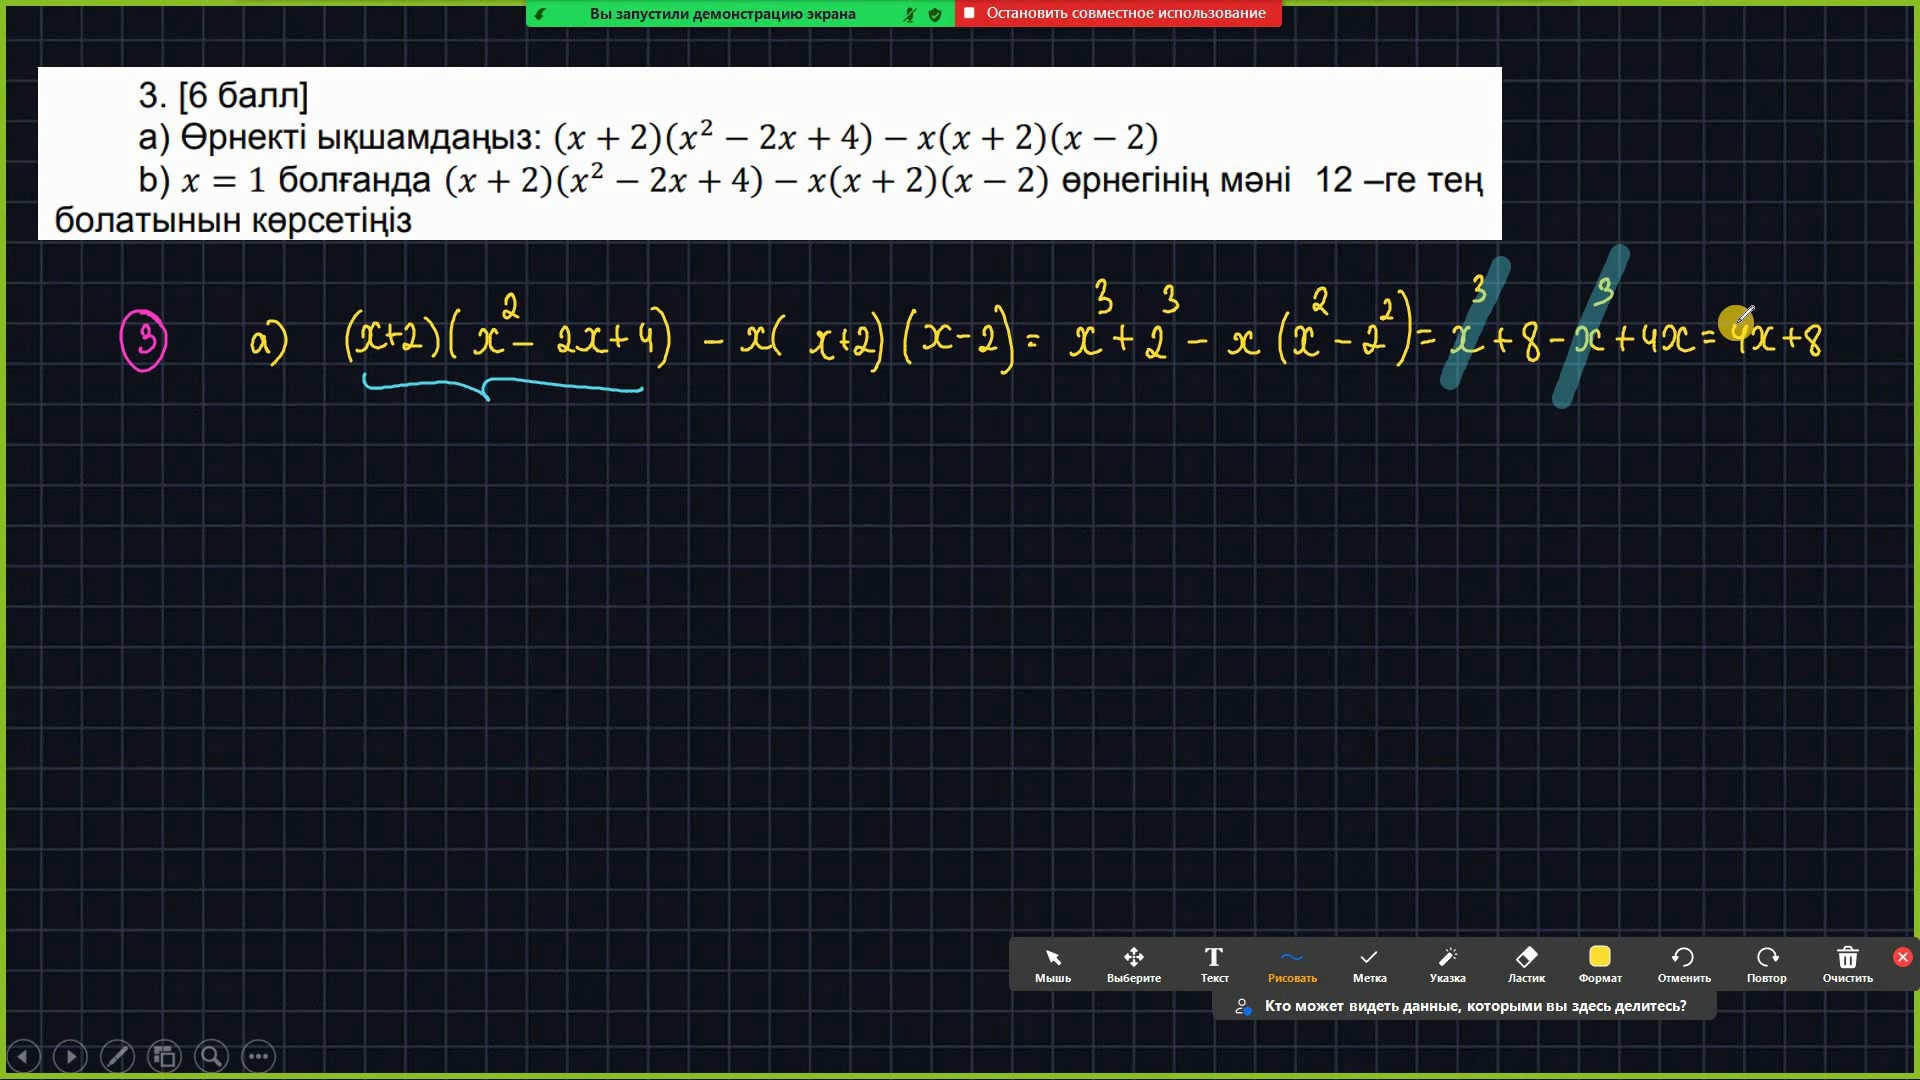 Вы запустили демонстрацию экрана Остановить совместное использование
3. [6 балл]
a) Өрнекті ықшамдаңыз: (x + 2)(x² − 2x + 4) − x(x + 2)(x − 2)
b) x = 1 болғанда (x + 2)(x² − 2x + 4) − x(x + 2)(x − 2) өрнегінің мәні 12 –ге тең
болатынын көрсетіңіз
3 a) (x+2)(x² − 2x+4) − x(x+2)(x−2) = x³ + 2³ − x(x² − 2²) = x³ + 8 − x³ + 4x = 4x+8
Мышь Выберите Текст Рисовать Метка Указка Ластик Формат Отменить Повтор Очистить
Кто может видеть данные, которыми вы здесь делитесь?